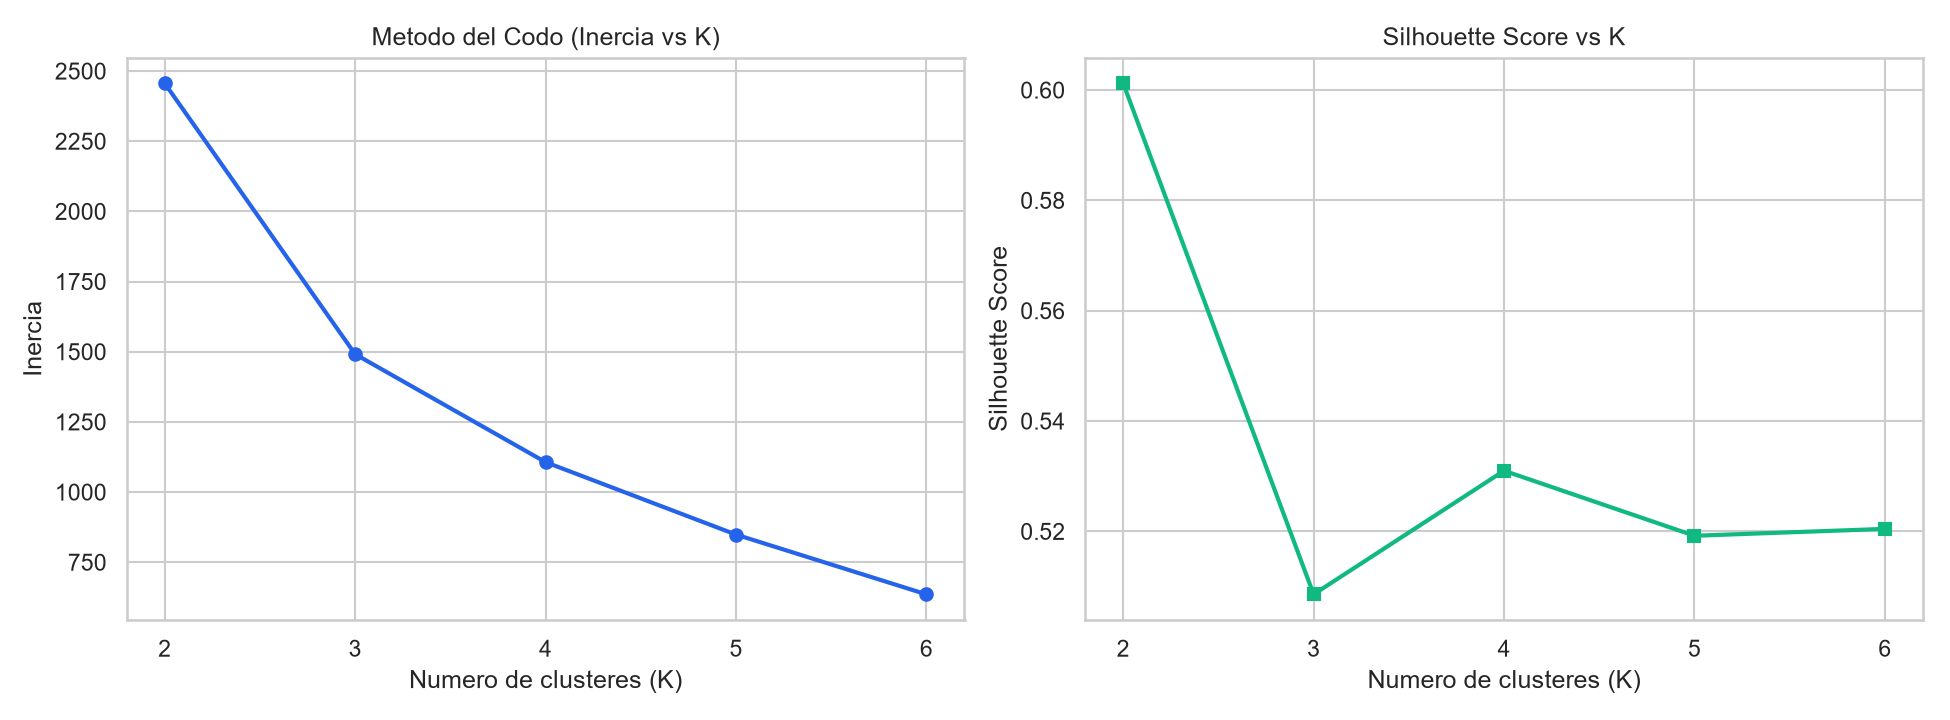 Metodo del Codo (Inercia vs K)
2500
2250
2000
1750
1500
1250
1000
750
Inercia
2 3 4 5 6
Numero de clusteres (K)
Silhouette Score vs K
0.60
0.58
0.56
0.54
0.52
Silhouette Score
2 3 4 5 6
Numero de clusteres (K)